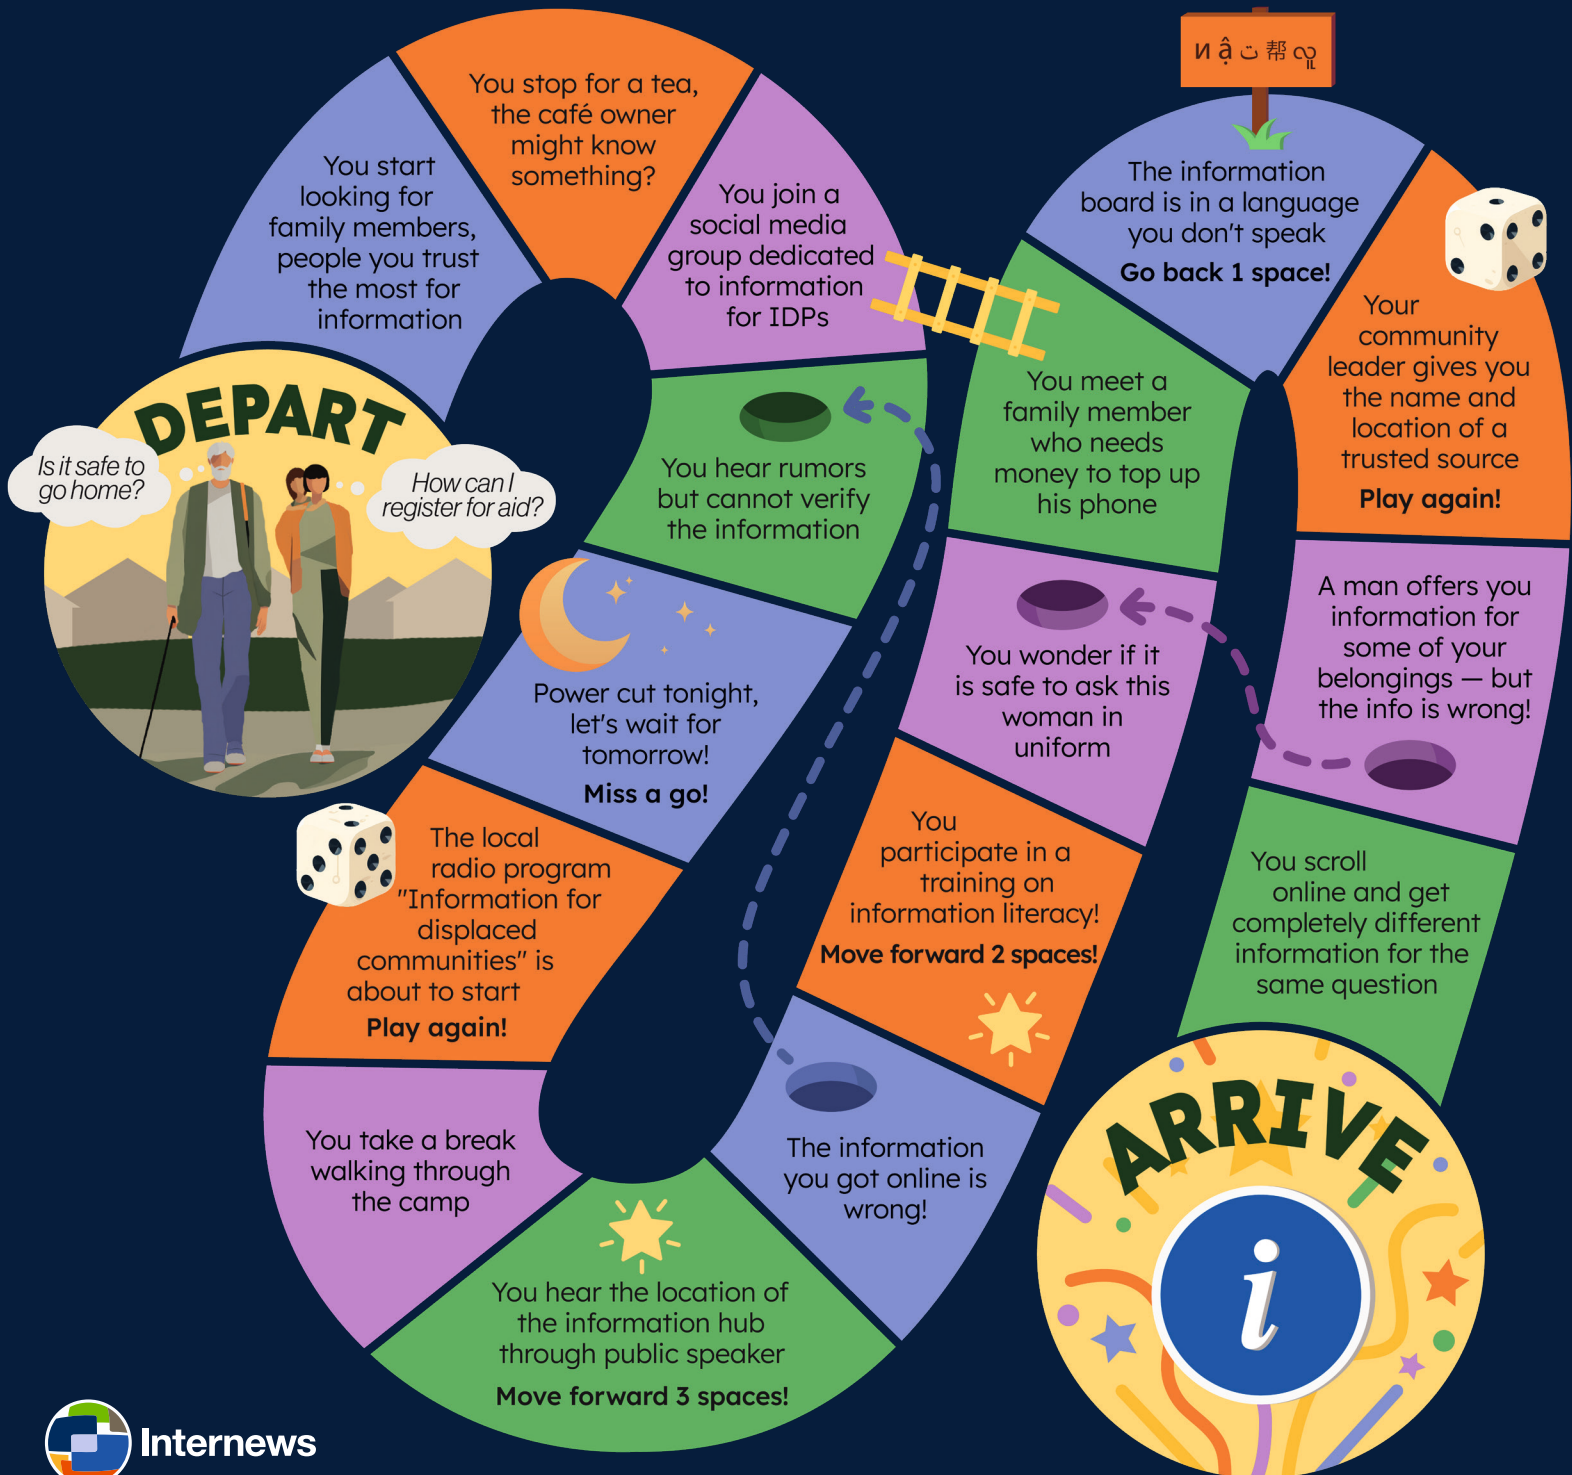 DEPART
Is it safe to
go home?
How can I
register for aid?
You start
looking for
family members,
people you trust
the most for
information
You stop for a tea,
the café owner
might know
something?
You join a
social media
group dedicated
to information
for IDPs
You hear rumors
but cannot verify
the information
Power cut tonight,
let's wait for
tomorrow!
Miss a go!
The local
radio program
"Information for
displaced
communities" is
about to start
Play again!
You take a break
walking through
the camp
You hear the location of
the information hub
through public speaker
Move forward 3 spaces!
The information
you got online is
wrong!
You
participate in a
training on
information literacy!
Move forward 2 spaces!
You wonder if it
is safe to ask this
woman in
uniform
You meet a
family member
who needs
money to top up
his phone
The information
board is in a language
you don't speak
Go back 1 space!
Your
community
leader gives you
the name and
location of a
trusted source
Play again!
A man offers you
information for
some of your
belongings — but
the info is wrong!
You scroll
online and get
completely different
information for the
same question
ARRIVE
i
Internews